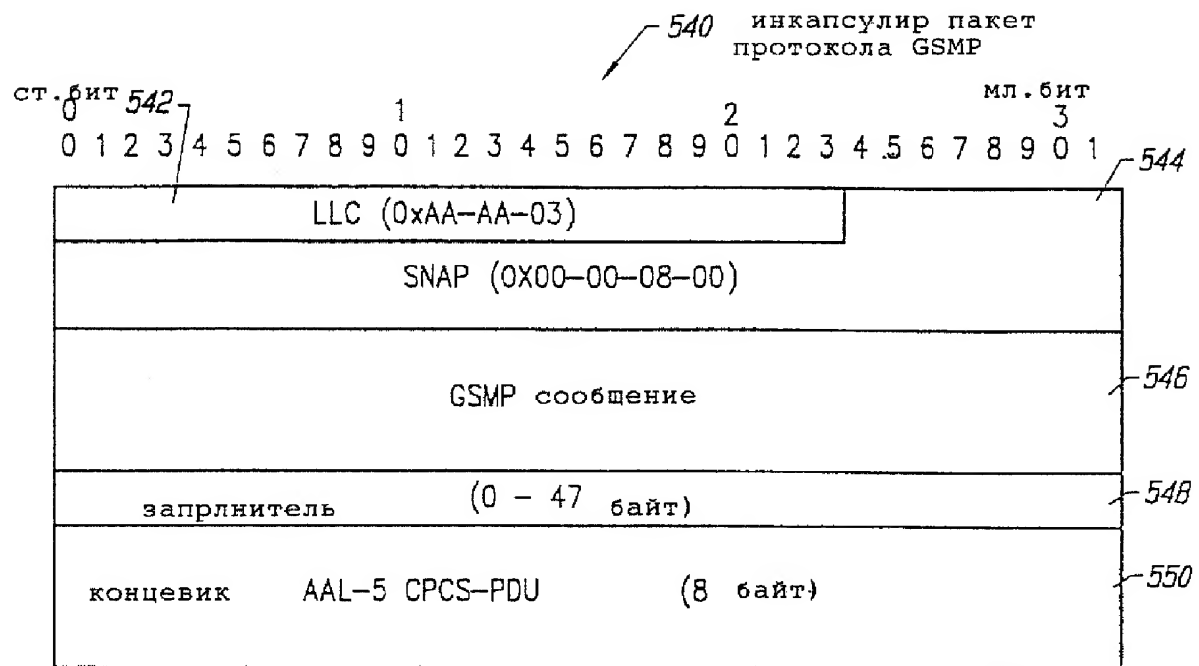 540 инкапсулир пакет
протокола GSMP
ст.бит 542 мл.бит
0 1 2 3
0 1 2 3 4 5 6 7 8 9 0 1 2 3 4 5 6 7 8 9 0 1 2 3 4 .5 6 7 8 9 0 1
544
LLC (0xAA-AA-03)
SNAP (0X00-00-08-00)
GSMP сообщение 546
запрлнитель (0 - 47 байт) 548
концевик AAL-5 CPCS-PDU (8 байт) 550